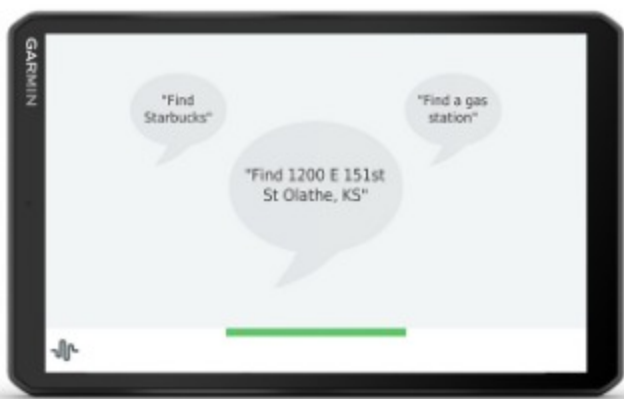 GARMIN
"Find
Starbucks"
"Find a gas
station"
"Find 1200 E 151st
St Olathe, KS"